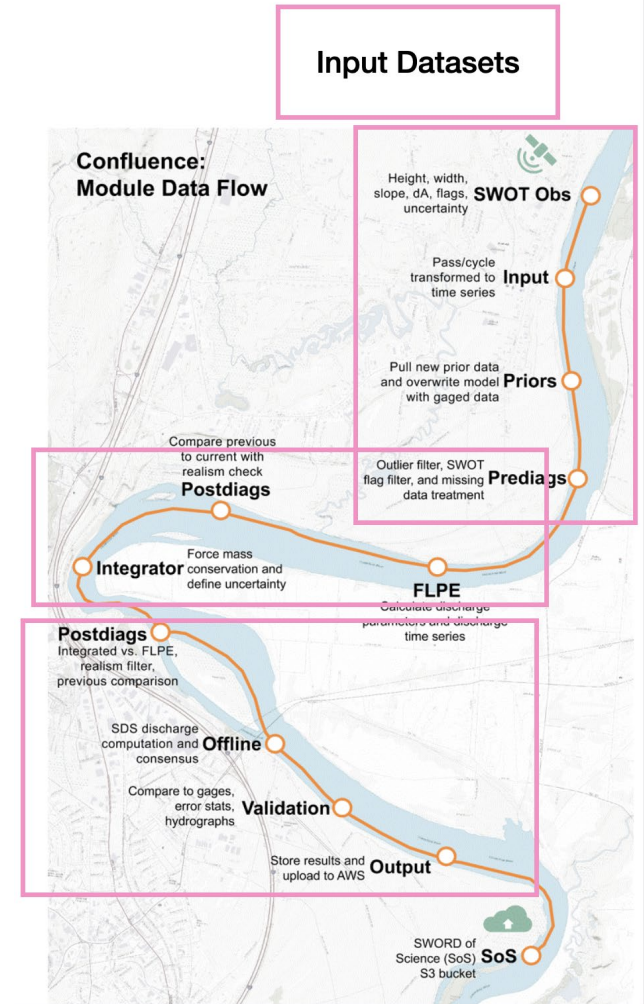 Input Datasets
Confluence:
Module Data Flow
Height, width,
slope, dA, flags,
uncertainty
SWOT Obs
Pass/cycle
transformed to
time series
Input
Pull new prior data
and overwrite model
with gaged data
Priors
Outlier filter, SWOT
flag filter, and missing
data treatment
Prediags
FLPE
Calculate discharge
parameters and discharge
time series
Compare previous
to current with
realism check
Postdiags
Integrator
Force mass
conservation and
define uncertainty
Postdiags
Integrated vs. FLPE,
realism filter,
previous comparison
SDS discharge
computation and
consensus
Offline
Compare to gages,
error stats,
hydrographs
Validation
Store results and
upload to AWS
Output
SWORD of
Science (SoS)
S3 bucket
SoS